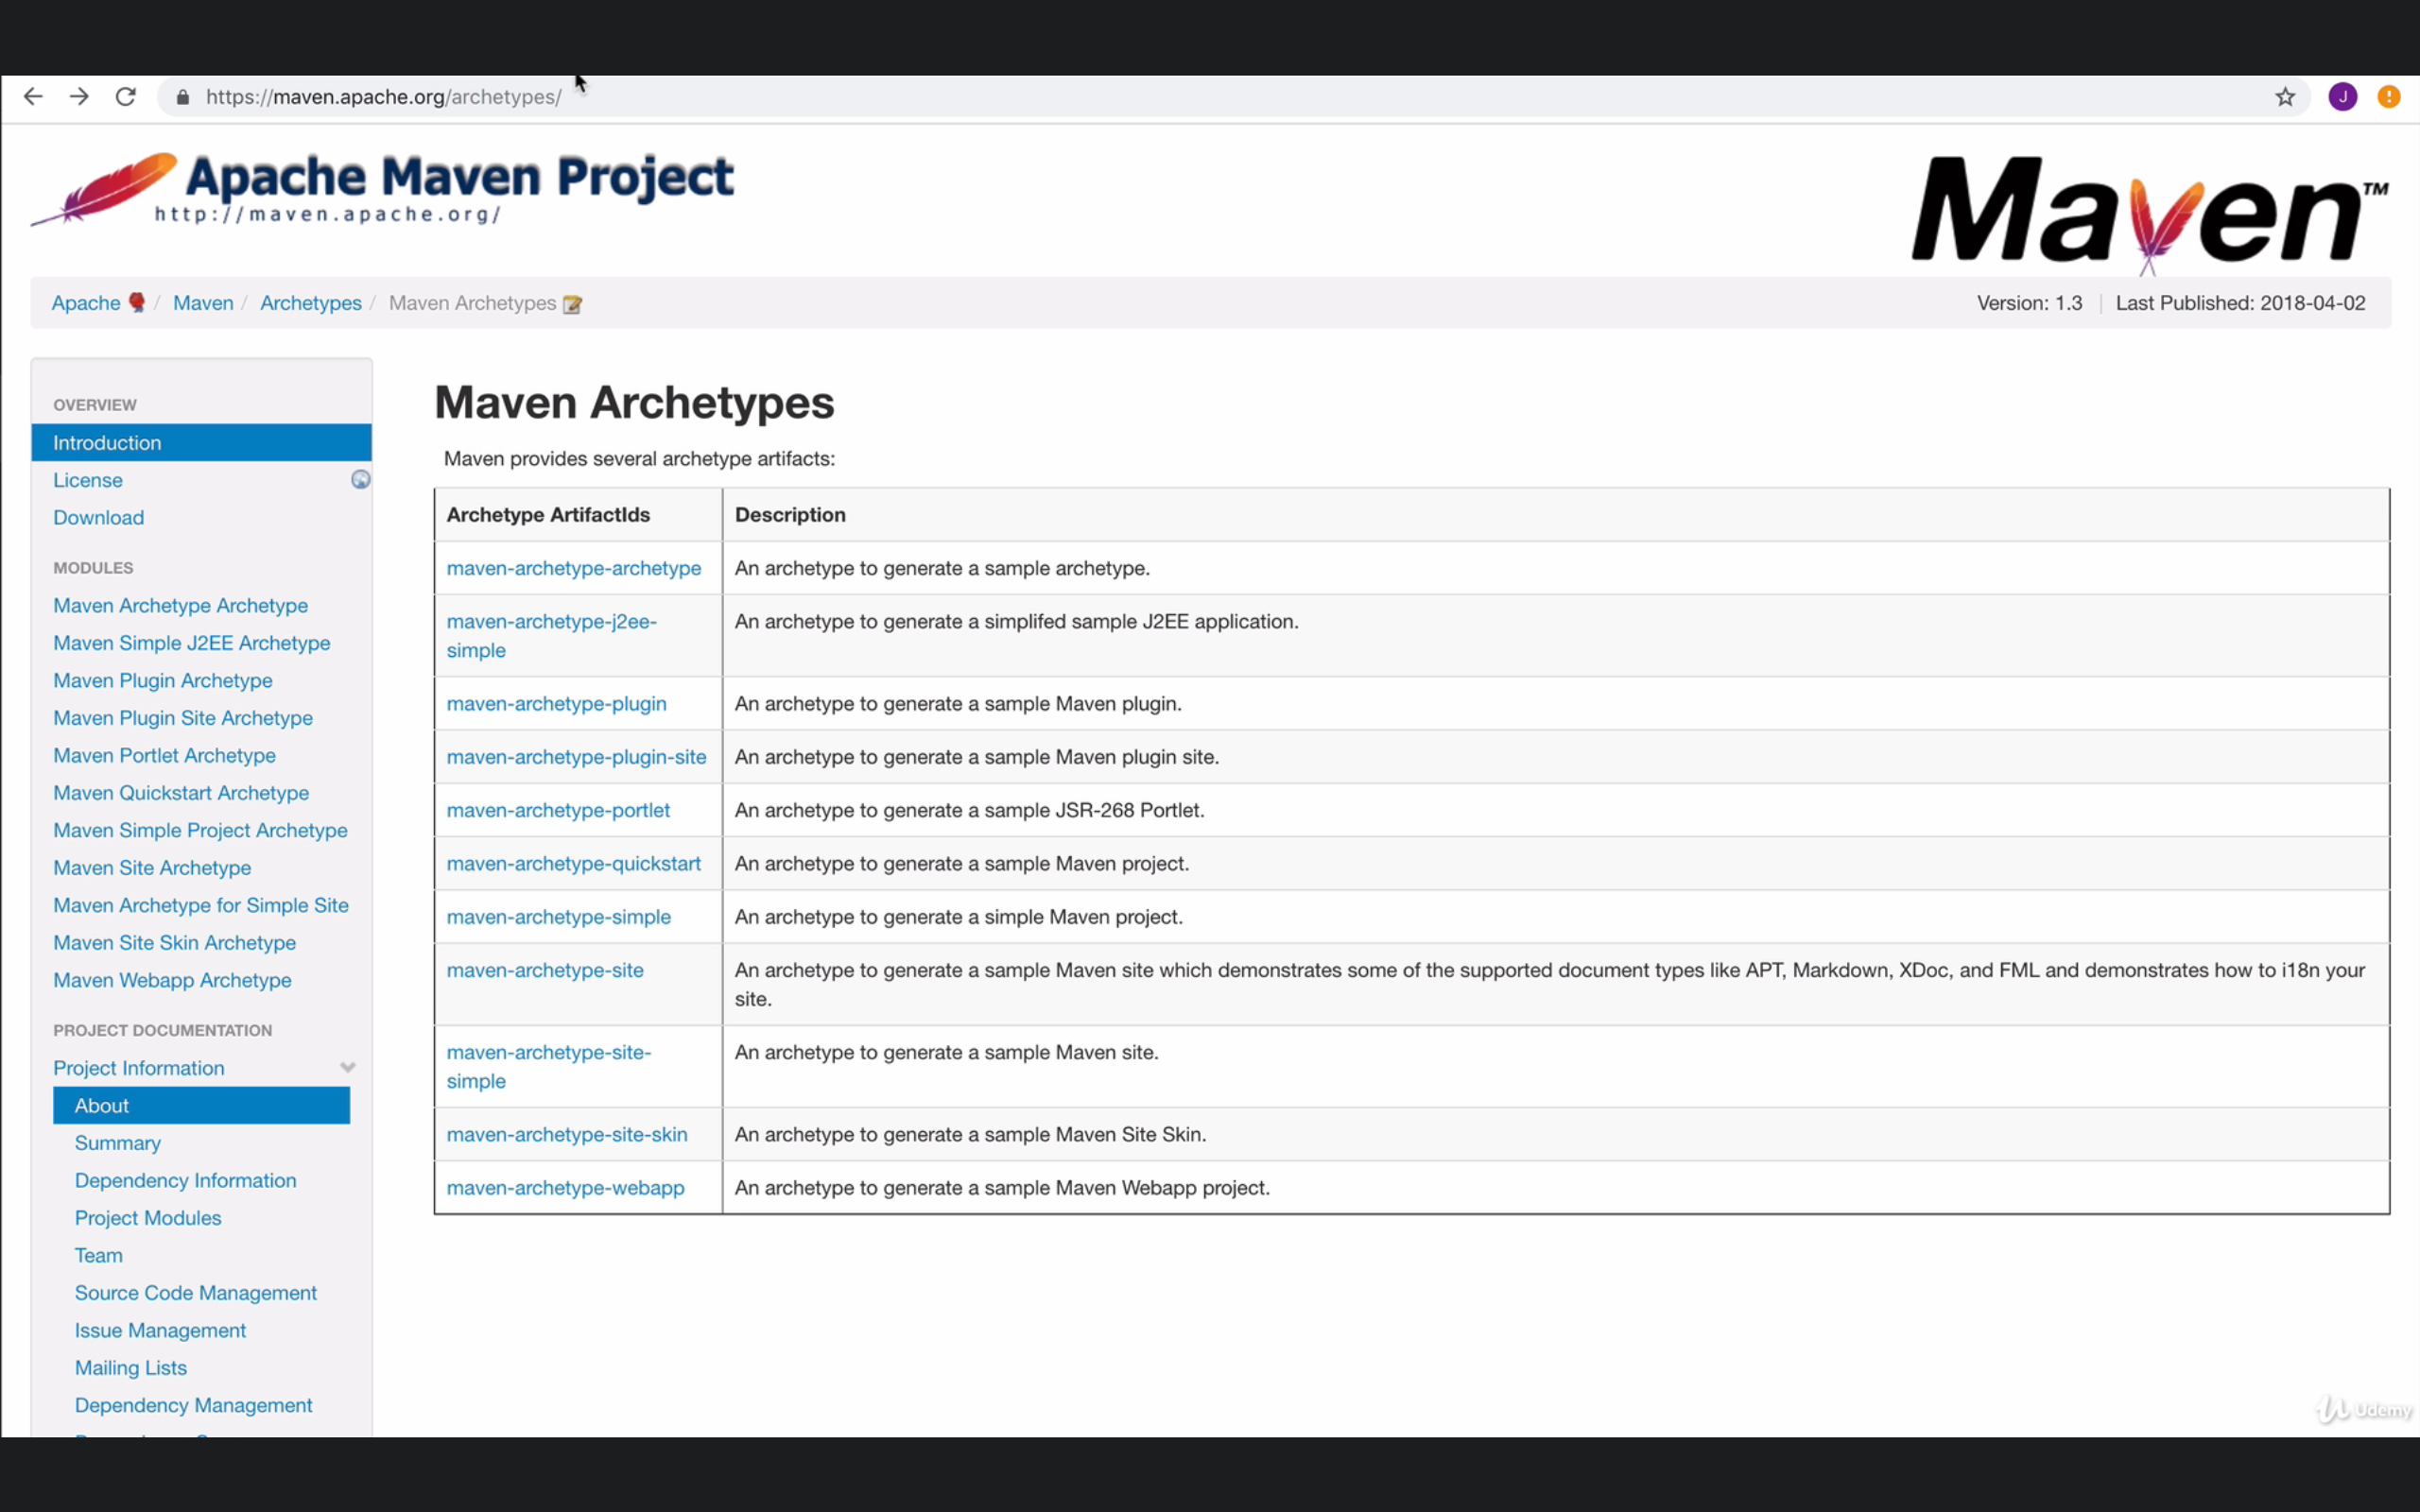 https://maven.apache.org/archetypes/
J
Apache Maven Project
http://maven.apache.org/
Maven™
Apache / Maven / Archetypes / Maven Archetypes
Version: 1.3 | Last Published: 2018-04-02
OVERVIEW
Introduction
License
Download
MODULES
Maven Archetype Archetype
Maven Simple J2EE Archetype
Maven Plugin Archetype
Maven Plugin Site Archetype
Maven Portlet Archetype
Maven Quickstart Archetype
Maven Simple Project Archetype
Maven Site Archetype
Maven Archetype for Simple Site
Maven Site Skin Archetype
Maven Webapp Archetype
PROJECT DOCUMENTATION
Project Information
About
Summary
Dependency Information
Project Modules
Team
Source Code Management
Issue Management
Mailing Lists
Dependency Management
Maven Archetypes
Maven provides several archetype artifacts:
Archetype ArtifactIds Description
maven-archetype-archetype An archetype to generate a sample archetype.
maven-archetype-j2ee- An archetype to generate a simplifed sample J2EE application.
simple
maven-archetype-plugin An archetype to generate a sample Maven plugin.
maven-archetype-plugin-site An archetype to generate a sample Maven plugin site.
maven-archetype-portlet An archetype to generate a sample JSR-268 Portlet.
maven-archetype-quickstart An archetype to generate a sample Maven project.
maven-archetype-simple An archetype to generate a simple Maven project.
maven-archetype-site An archetype to generate a sample Maven site which demonstrates some of the supported document types like APT, Markdown, XDoc, and FML and demonstrates how to i18n your
site.
maven-archetype-site- An archetype to generate a sample Maven site.
simple
maven-archetype-site-skin An archetype to generate a sample Maven Site Skin.
maven-archetype-webapp An archetype to generate a sample Maven Webapp project.
Udemy